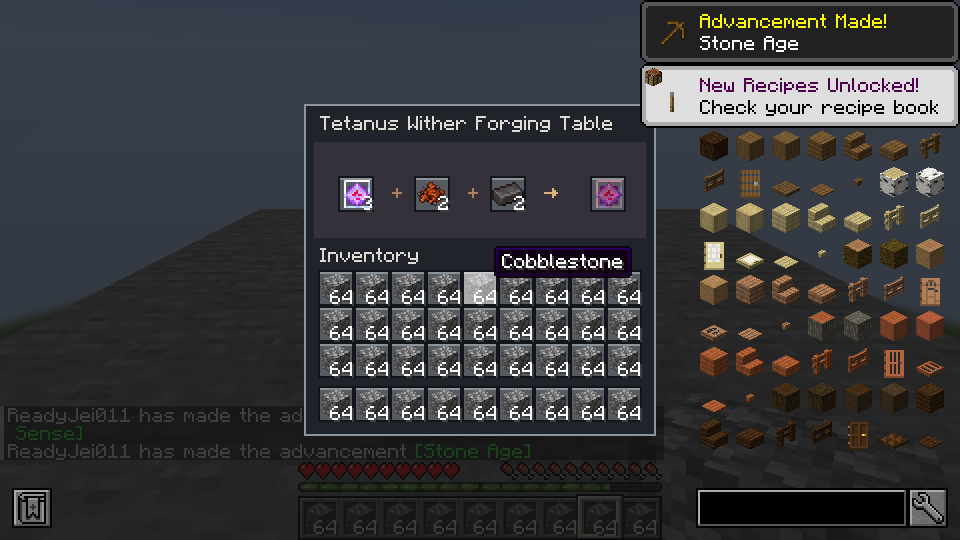 Advancement Made!
Stone Age
New Recipes Unlocked!
Check your recipe book
Tetanus Wither Forging Table
3 + 2 + 2
Inventory
Cobblestone
64 64 64 64 64 64 64 64 64
64 64 64 64 64 64 64 64 64
64 64 64 64 64 64 64 64 64
64 64 64 64 64 64 64 64 64
ReadyJei011 has made the ad
Sense]
ReadyJei011 has made the advancement [Stone Age]
64 64 64 64 64 64 64 64 64